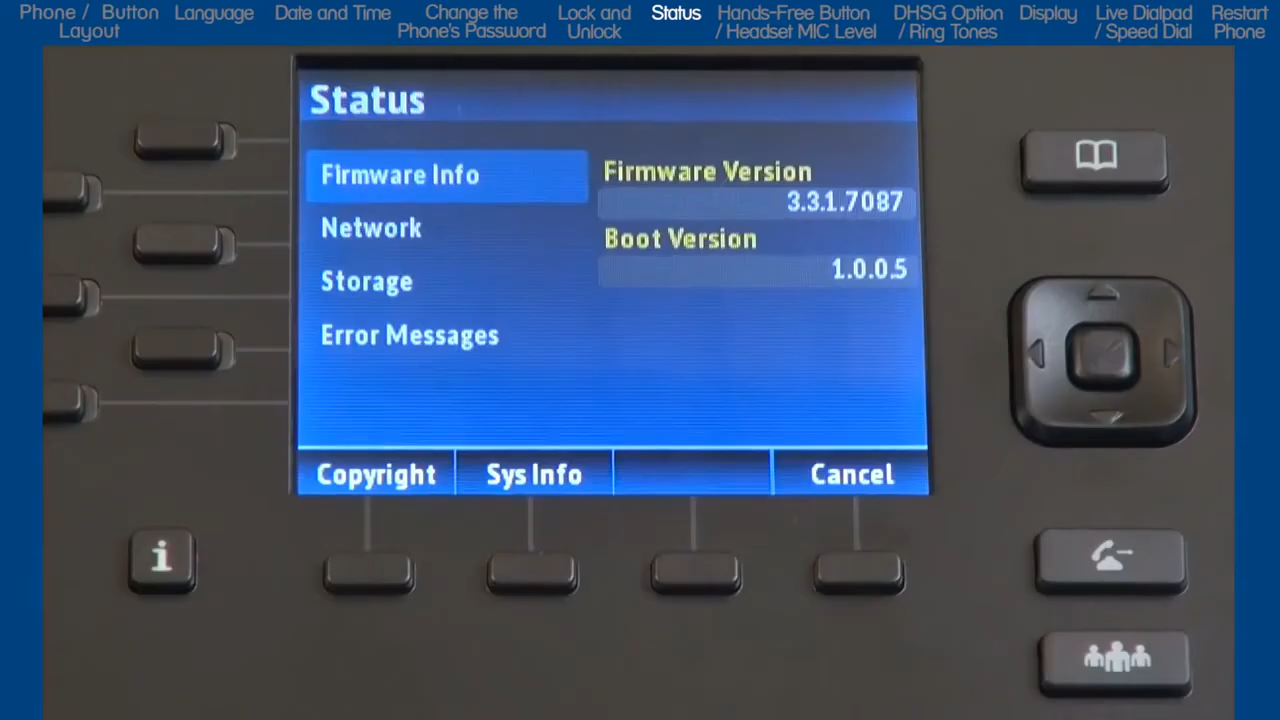 Phone / Button
Layout
Language
Date and Time
Change the
Phone's Password
Lock and
Unlock
Status
Hands-Free Button
/ Headset MIC Level
DHSG Option
/ Ring Tones
Display
Live Dialpad
/ Speed Dial
Restart
Phone
Status
Firmware Info
Network
Storage
Error Messages
Firmware Version
3.3.1.7087
Boot Version
1.0.0.5
Copyright
Sys Info
Cancel
i